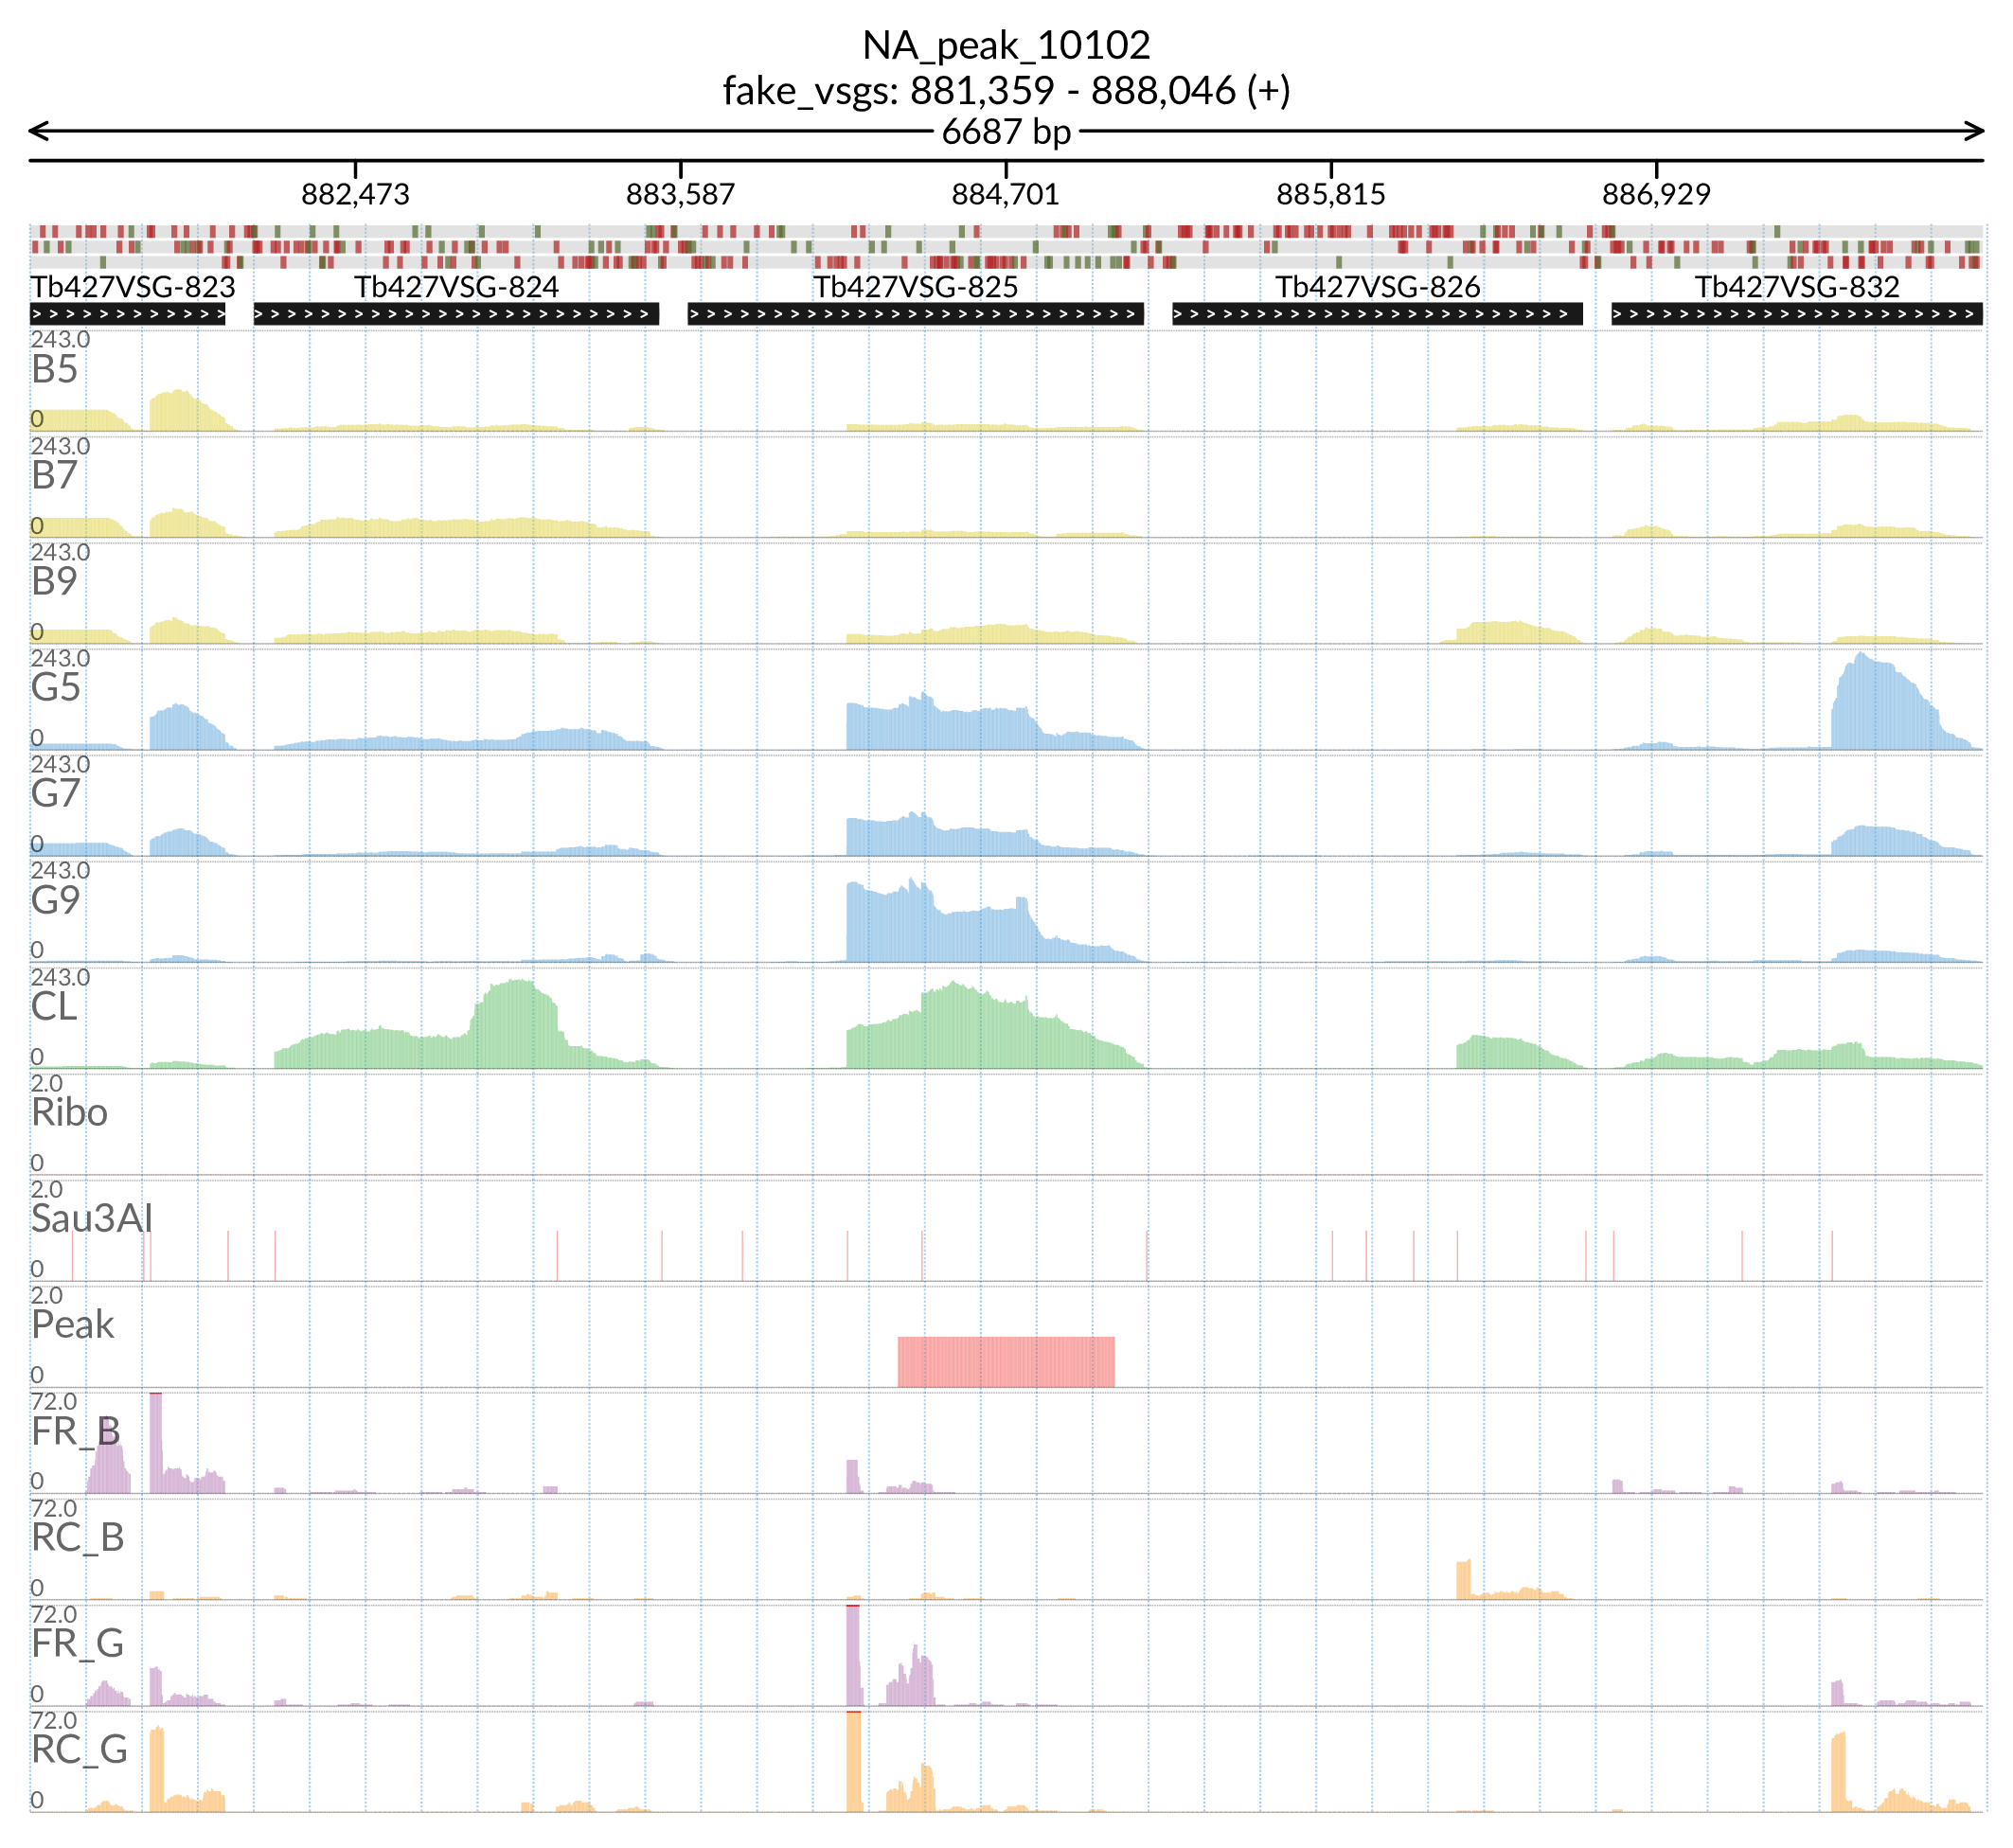 NA_peak_10102
fake_vsgs: 881,359 - 888,046 (+)
6687 bp
882,473 883,587 884,701 885,815 886,929
Tb427VSG-823 Tb427VSG-824 Tb427VSG-825 Tb427VSG-826 Tb427VSG-832
243.0
B5
0
243.0
B7
0
243.0
B9
0
243.0
G5
0
243.0
G7
0
243.0
G9
0
243.0
CL
0
2.0
Ribo
0
2.0
Sau3AI
0
2.0
Peak
0
72.0
FR_B
0
72.0
RC_B
0
72.0
FR_G
0
72.0
RC_G
0